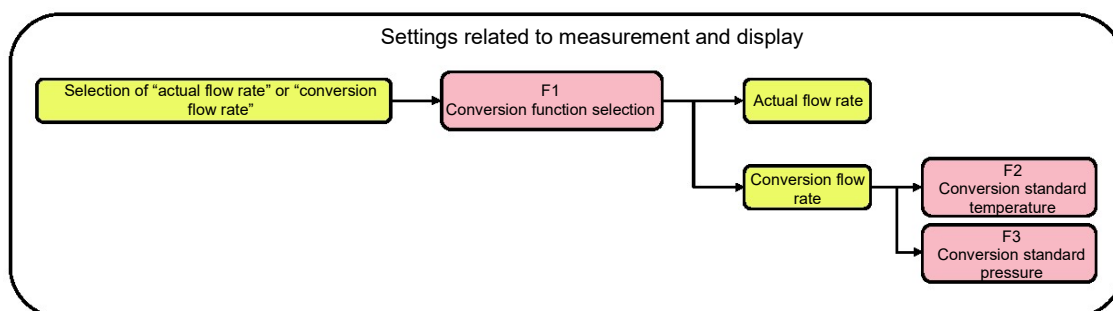 Settings related to measurement and display
Selection of “actual flow rate” or “conversion
flow rate”
F1
Conversion function selection
Actual flow rate
Conversion flow
rate
F2
Conversion standard
temperature
F3
Conversion standard
pressure